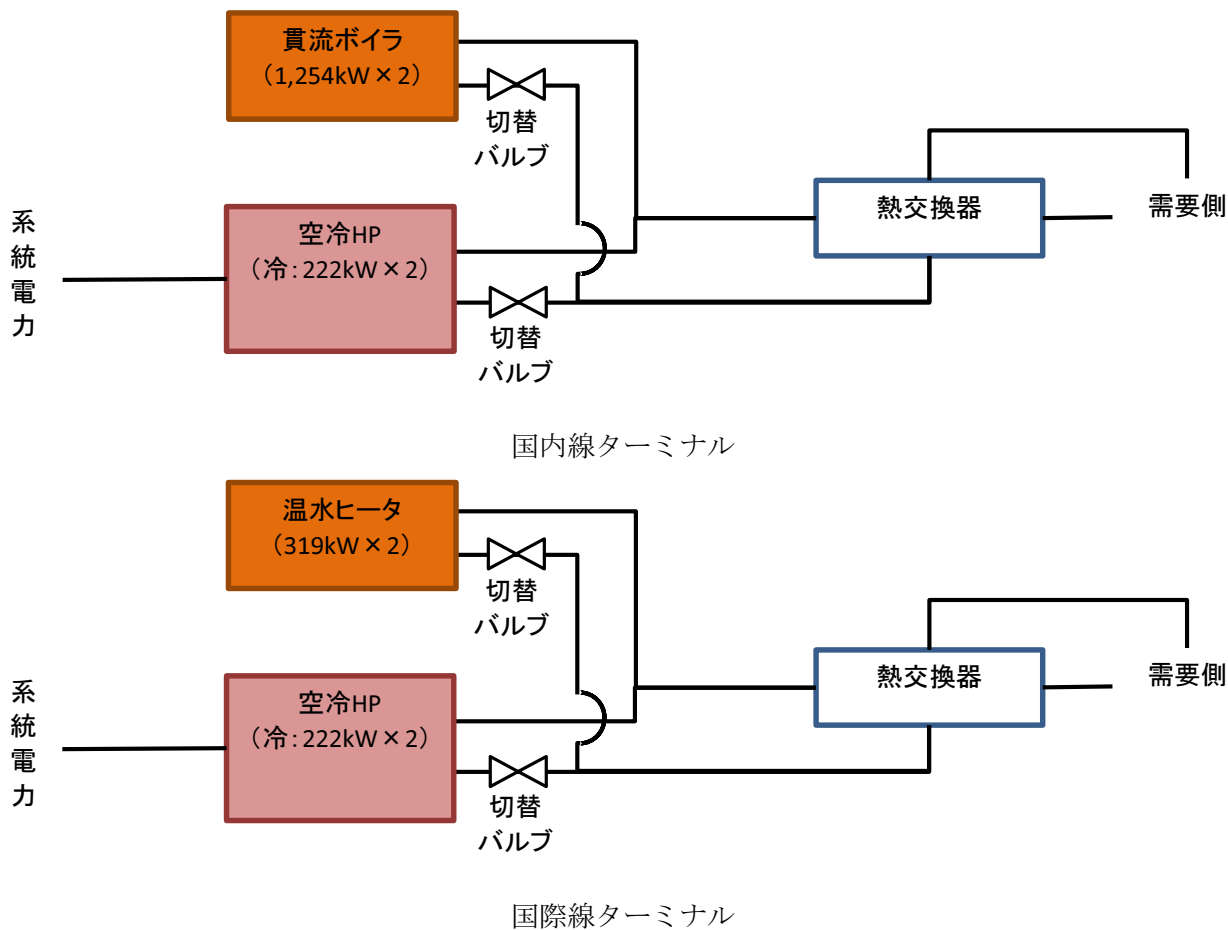 貫流ボイラ
（1,254kW×2）
切替
バルブ
系統電力
空冷HP
（冷：222kW×2）
切替
バルブ
熱交換器
需要側
国内線ターミナル
温水ヒータ
（319kW×2）
切替
バルブ
系統電力
空冷HP
（冷：222kW×2）
切替
バルブ
熱交換器
需要側
国際線ターミナル